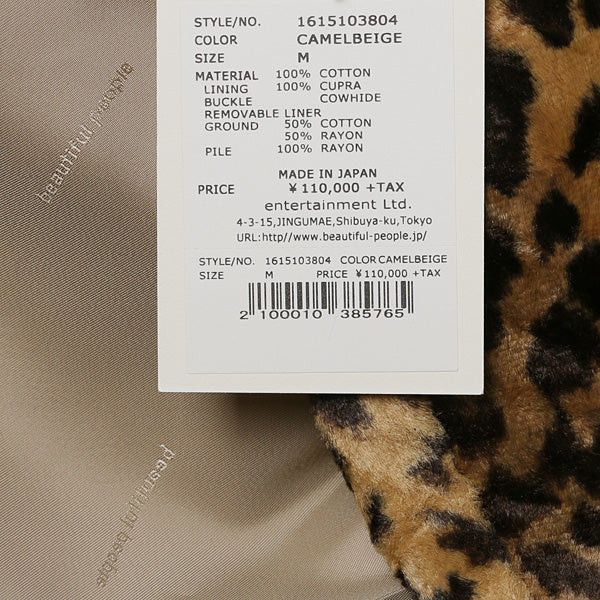 STYLE/NO. 1615103804
COLOR CAMELBEIGE
SIZE M
MATERIAL 100% COTTON
LINING 100% CUPRA
BUCKLE COWHIDE
REMOVABLE LINER
GROUND 50% COTTON
50% RAYON
PILE 100% RAYON
MADE IN JAPAN
PRICE ¥110,000 +TAX
entertainment Ltd.
4-3-15,JINGUMAE,Shibuya-ku,Tokyo
URL:http//www.beautiful-people.jp/
STYLE/NO. 1615103804 COLOR CAMELBEIGE
SIZE M PRICE ¥110,000 +TAX
2 100010 385765
beautiful people
beautiful people